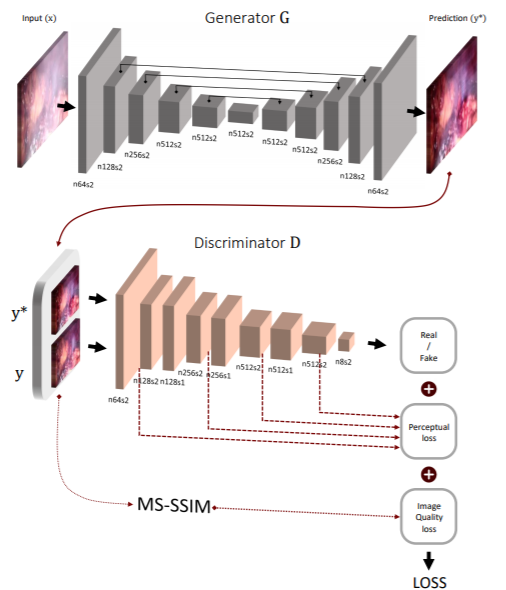 Generator G
Input (x)
Prediction (y*)
n64s2
n128s2
n256s2
n512s2
n512s2
n512s2
n512s2
n512s2
n256s2
n128s2
n64s2
Discriminator D
y*
y
n64s2
n128s2
n128s1
n256s2
n256s1
n512s2
n512s1
n512s2
n8s2
Real
/
Fake
Perceptual
loss
MS-SSIM
Image
Quality
loss
LOSS